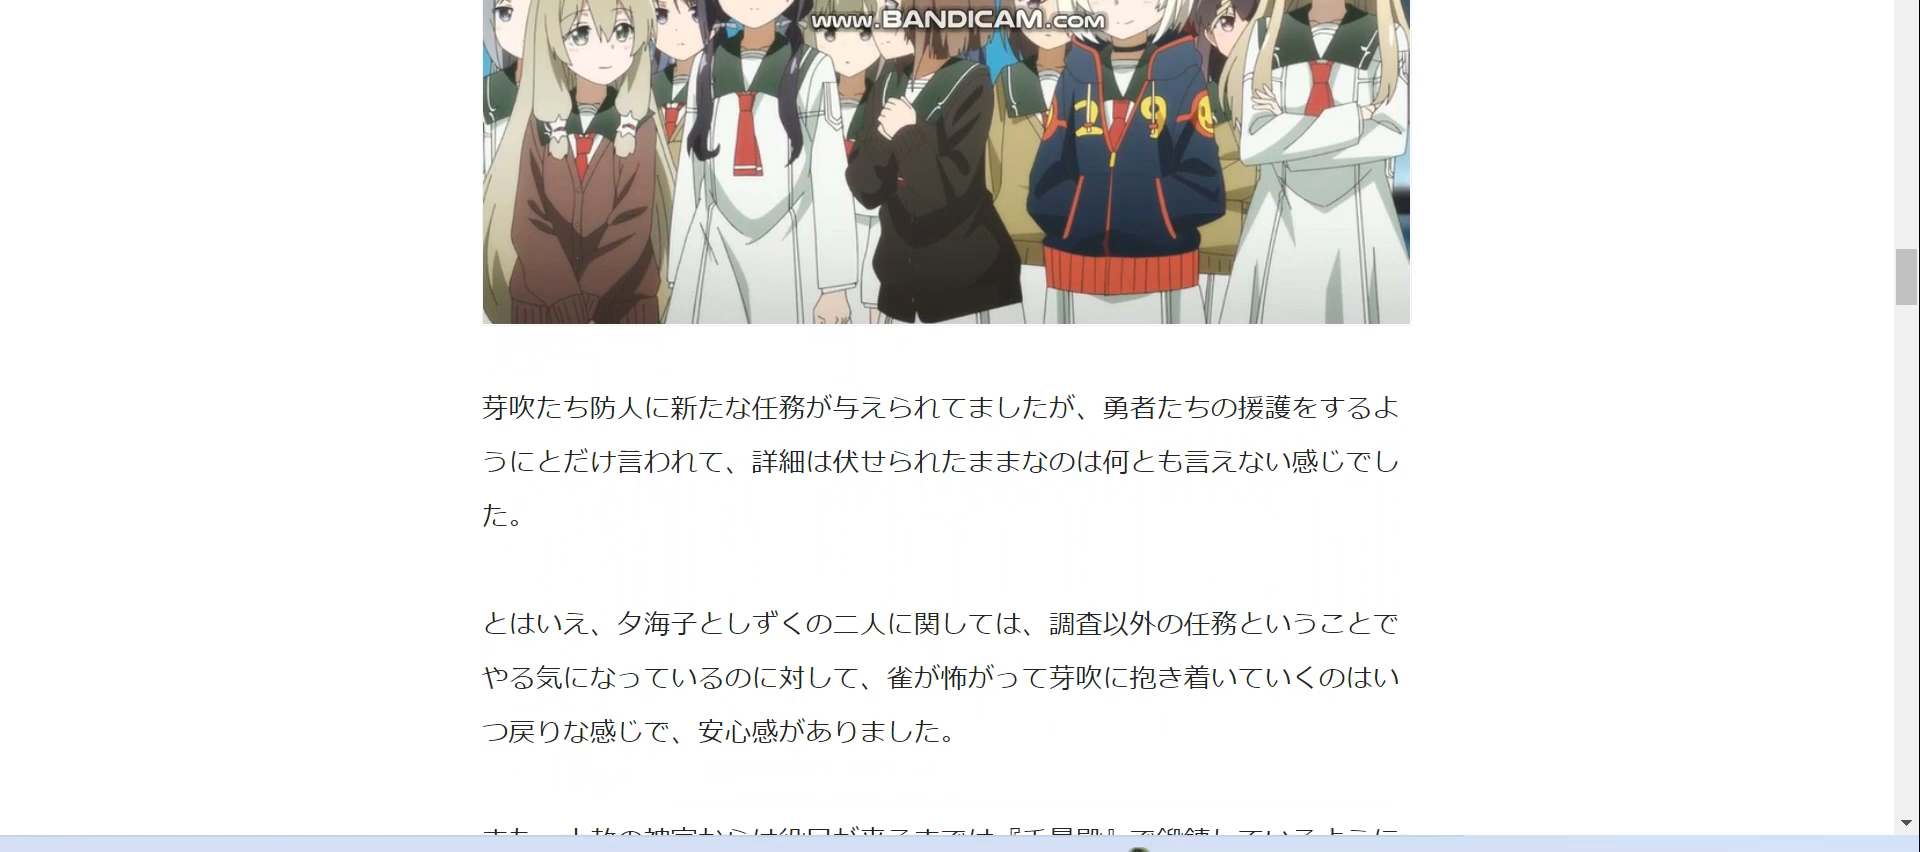 www.BANDICAM.com
29
芽吹たち防人に新たな任務が与えられてましたが、勇者たちの援護をするよ
うにとだけ言われて、詳細は伏せられたままなのは何とも言えない感じでし
た。
とはいえ、夕海子としずくの二人に関しては、調査以外の任務ということで
やる気になっているのに対して、雀が怖がって芽吹に抱き着いていくのはい
つ戻りな感じで、安心感がありました。